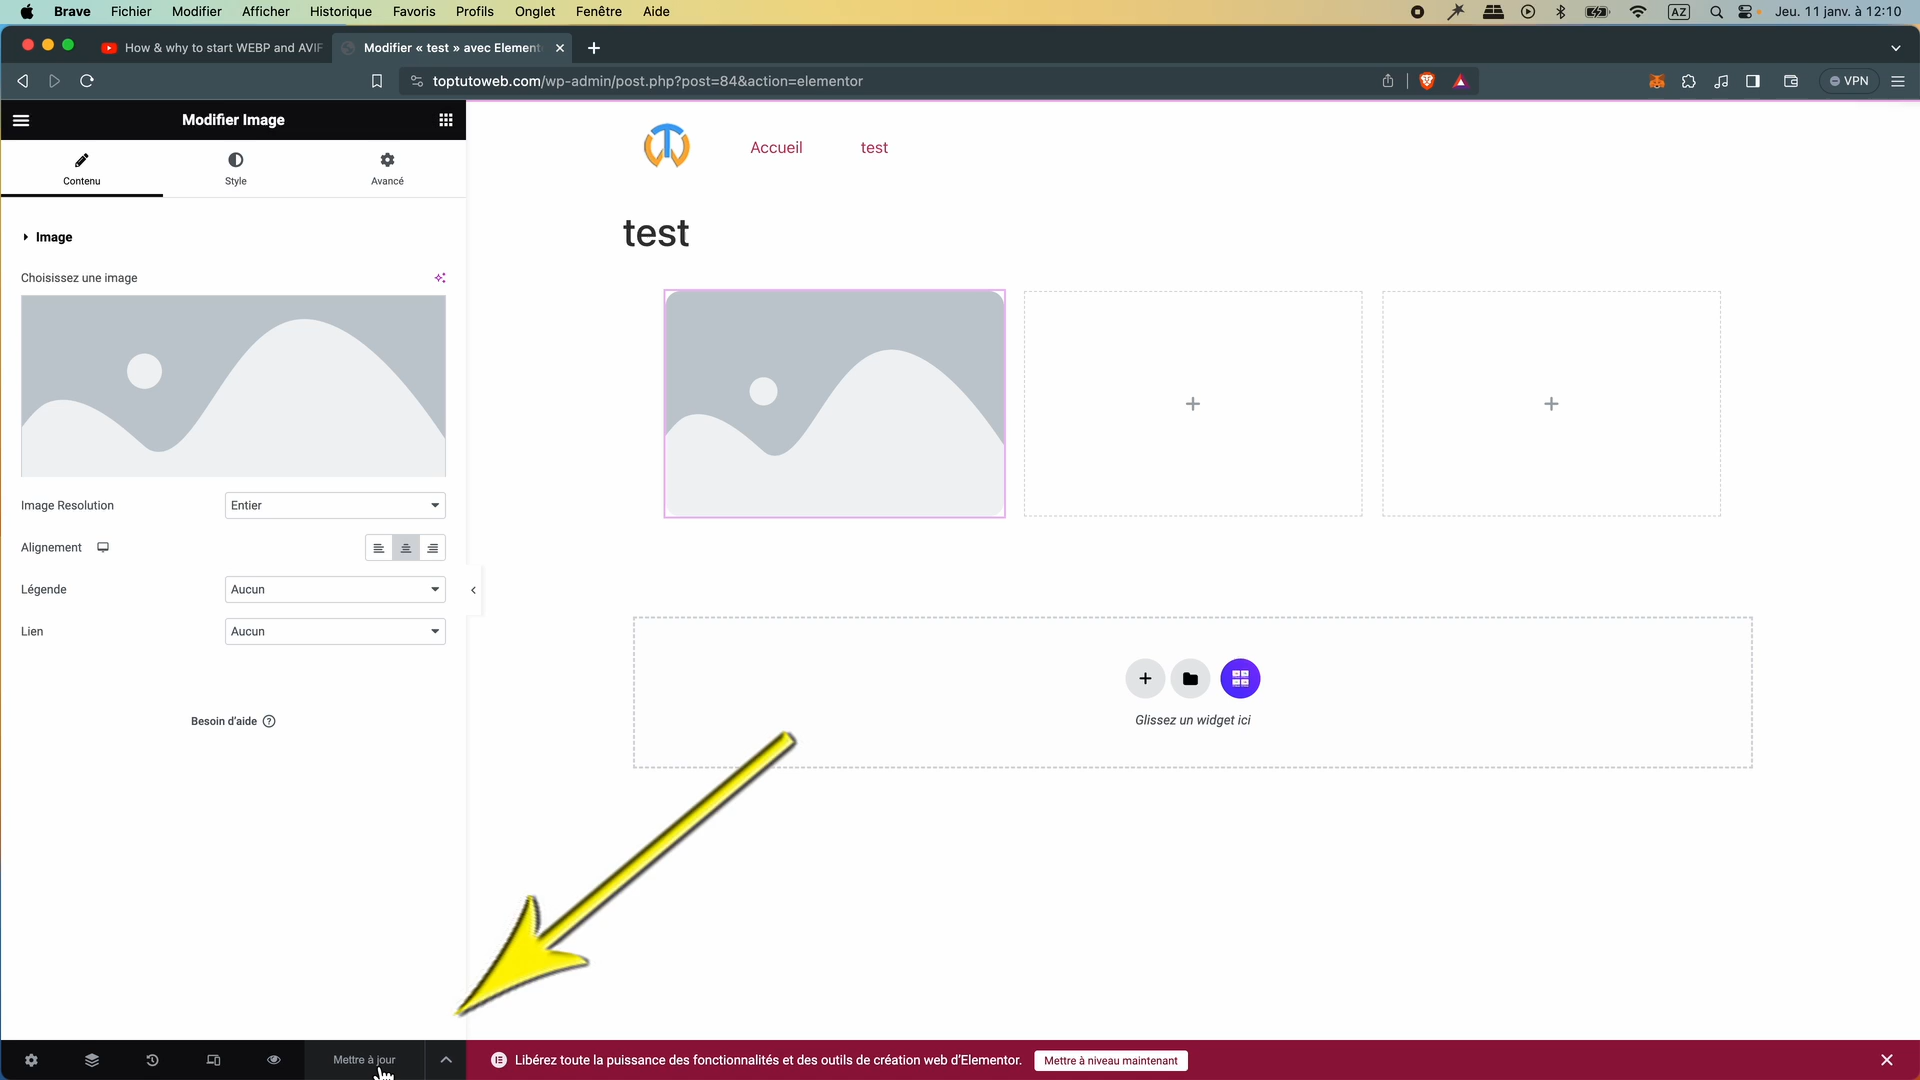 Brave Fichier Modifier Afficher Historique Favoris Profils Onglet Fenêtre Aide AZ Jeu. 11 janv. à 12:10
How & why to start WEBP and AVIF
Modifier « test » avec Element
toptutoweb.com/wp-admin/post.php?post=84&action=elementor
VPN
Modifier Image
Contenu Style Avancé
Image
Choisissez une image
Image Resolution Entier
Alignement
Légende Aucun
Lien Aucun
Besoin d'aide ?
Mettre à jour
Accueil test
test
Glissez un widget ici
Libérez toute la puissance des fonctionnalités et des outils de création web d'Elementor. Mettre à niveau maintenant